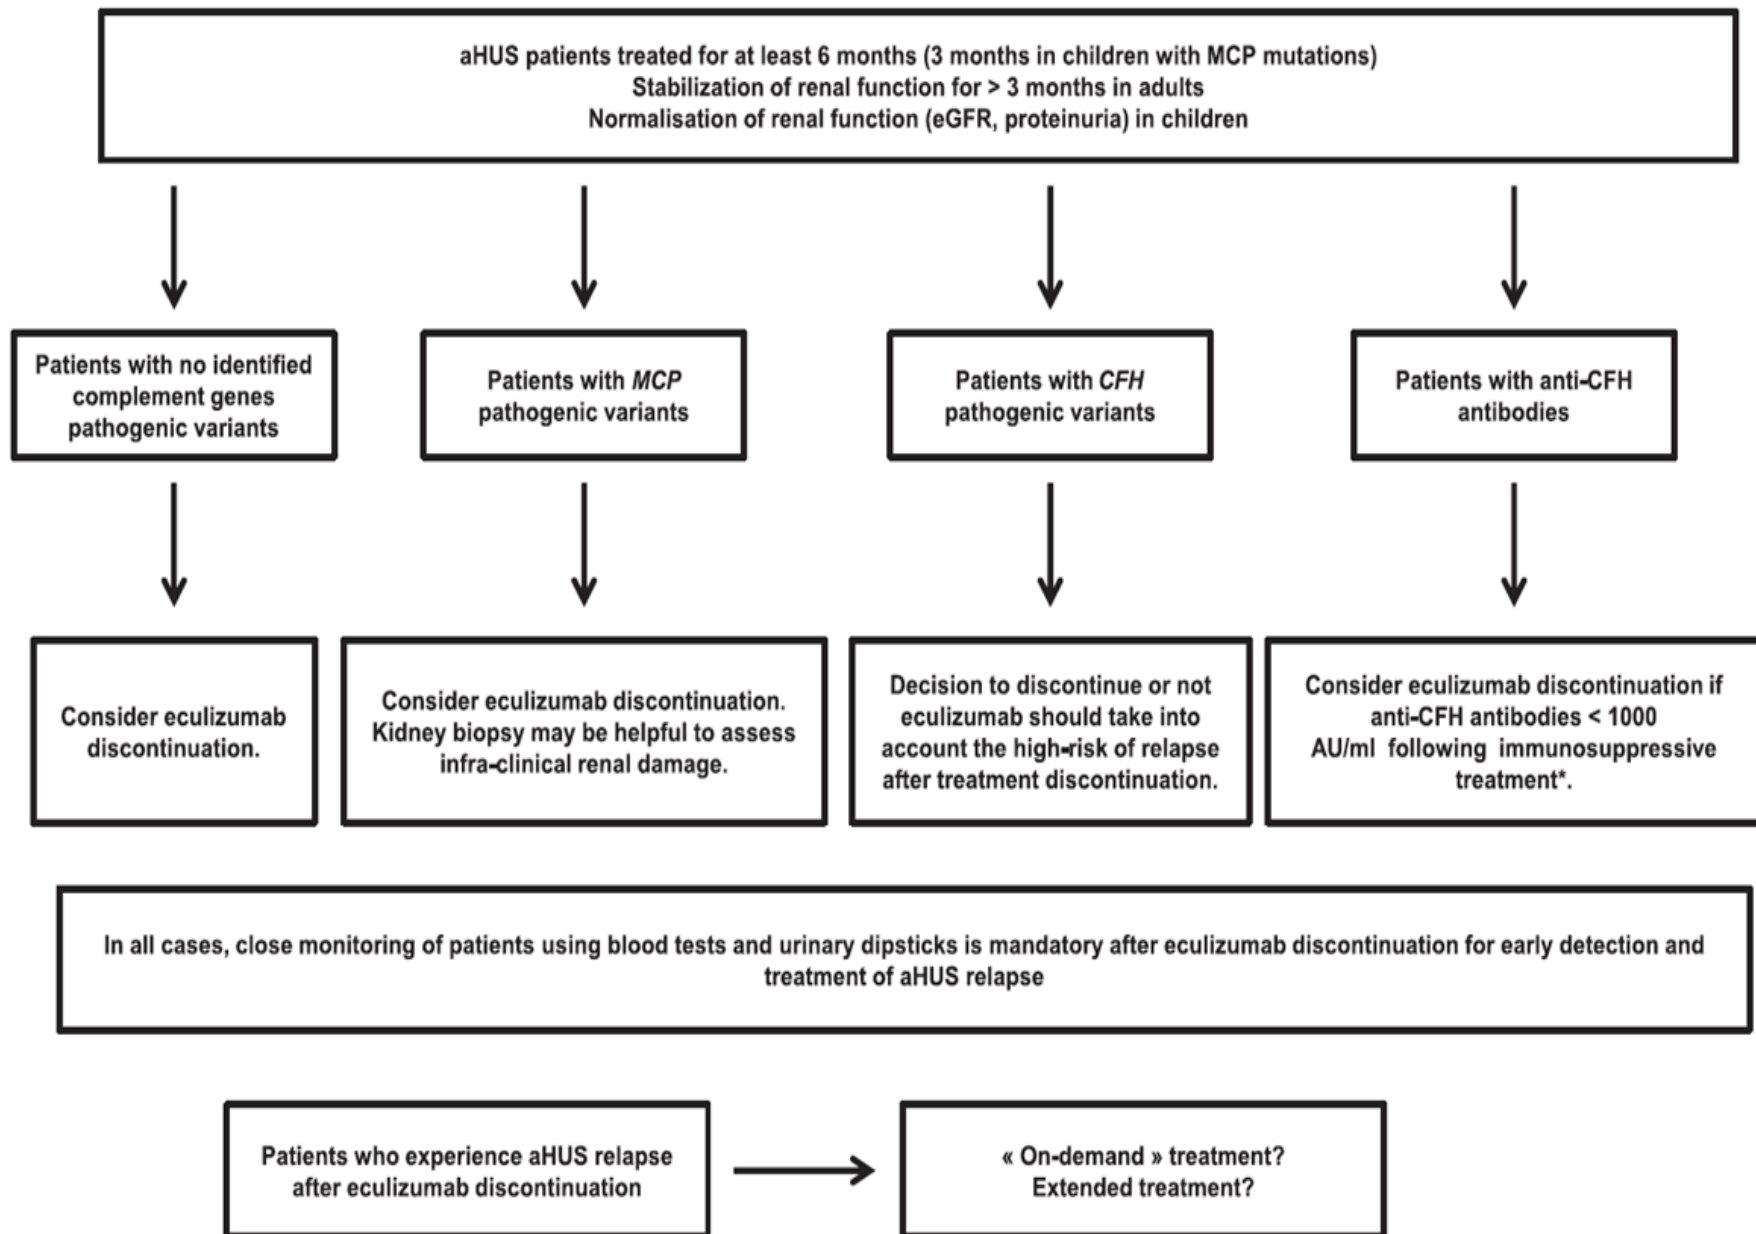 aHUS patients treated for at least 6 months (3 months in children with MCP mutations)
Stabilization of renal function for > 3 months in adults
Normalisation of renal function (eGFR, proteinuria) in children
Patients with no identified
complement genes
pathogenic variants
Patients with MCP
pathogenic variants
Patients with CFH
pathogenic variants
Patients with anti-CFH
antibodies
Consider eculizumab
discontinuation.
Consider eculizumab discontinuation.
Kidney biopsy may be helpful to assess
infra-clinical renal damage.
Decision to discontinue or not
eculizumab should take into
account the high-risk of relapse
after treatment discontinuation.
Consider eculizumab discontinuation if
anti-CFH antibodies < 1000
AU/ml following immunosuppressive
treatment*.
In all cases, close monitoring of patients using blood tests and urinary dipsticks is mandatory after eculizumab discontinuation for early detection and
treatment of aHUS relapse
Patients who experience aHUS relapse
after eculizumab discontinuation
« On-demand » treatment?
Extended treatment?